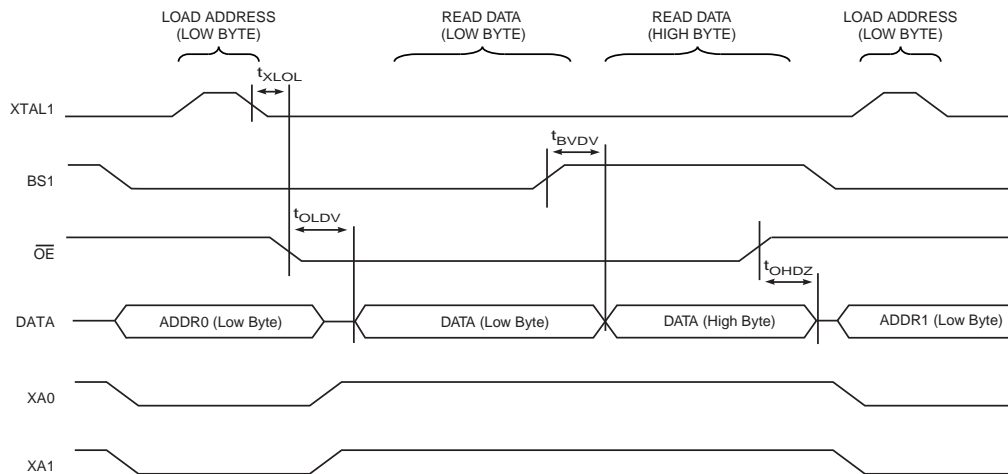 LOAD ADDRESS
(LOW BYTE)
READ DATA
(LOW BYTE)
READ DATA
(HIGH BYTE)
LOAD ADDRESS
(LOW BYTE)
tXLOL
XTAL1
tBVDV
BS1
tOLDV
OE
tOHDZ
DATA
ADDR0 (Low Byte)
DATA (Low Byte)
DATA (High Byte)
ADDR1 (Low Byte)
XA0
XA1